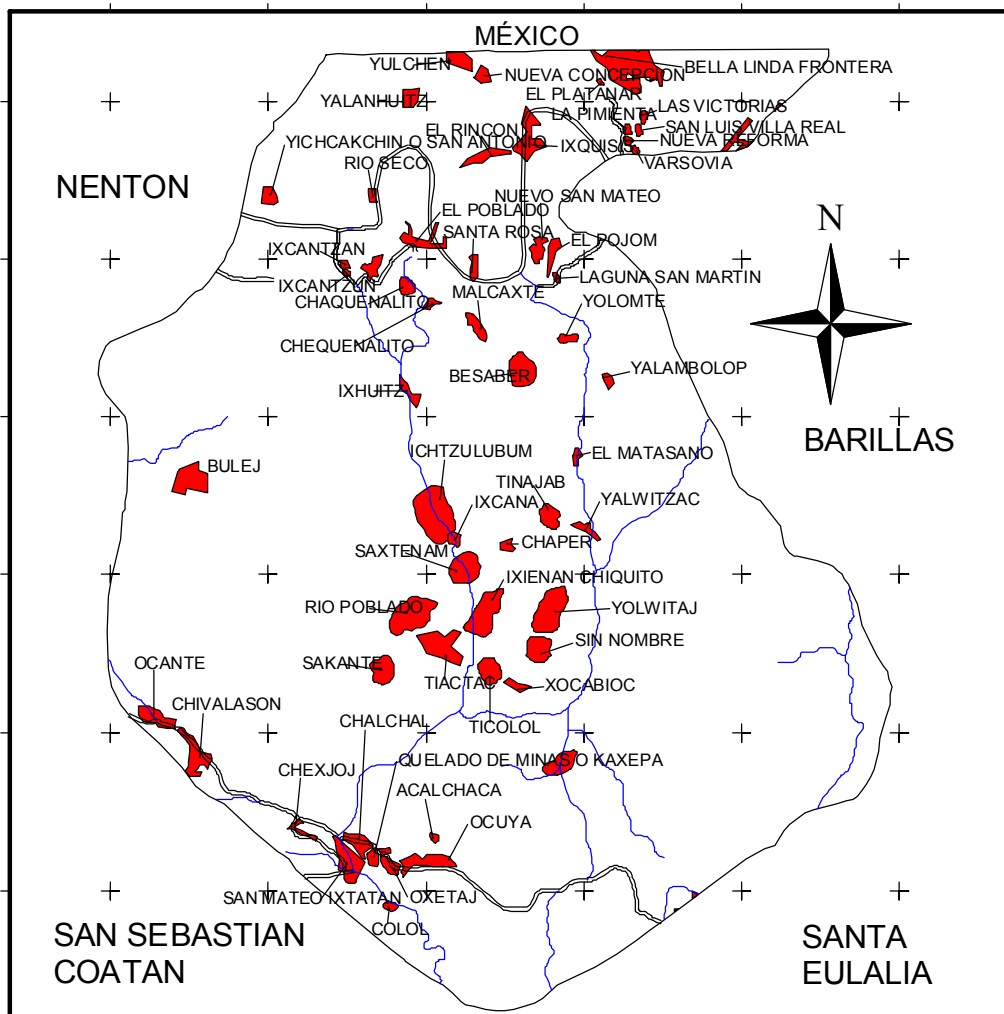 MÉXICO
YULCHEN
BELLA LINDA FRONTERA
NUEVA CONCEPCION
EL PLATANAR
YALANHUITZ
LAS VICTORIAS
LA PIMIENTA
EL RINCON
SAN LUIS VILLA REAL
YICHCAKCHIN O SAN ANTONIO
IXQUISIS
NUEVA REFORMA
RIO SECO
VARSOVIA
NENTON
NUEVO SAN MATEO
EL POBLADO
N
SANTA ROSA
IXCANTZAN
EL POJOM
IXCANTZUN
LAGUNA SAN MARTIN
CHAQUENALITO
MALCAXTE
YOLOMTE
CHEQUENALITO
BESABER
YALAMBOLOP
IXHUITZ
BARILLAS
ICHTZULUBUM
EL MATASANO
BULEJ
TINAJAB
IXCANA
YALWITZAC
CHAPER
SAXTENAM
IXIENAN CHIQUITO
RIO POBLADO
YOLWITAJ
SIN NOMBRE
SAKANTE
OCANTE
TIACTAC
XOCABIOC
CHIVALASON
CHALCHAL
TICOLOL
QUELADO DE MINAS O KAXEPA
CHEXJOJ
ACALCHACA
OCUYA
SAN MATEO IXTATAN
OXETAJ
COLOL
SAN SEBASTIAN
COATAN
SANTA
EULALIA